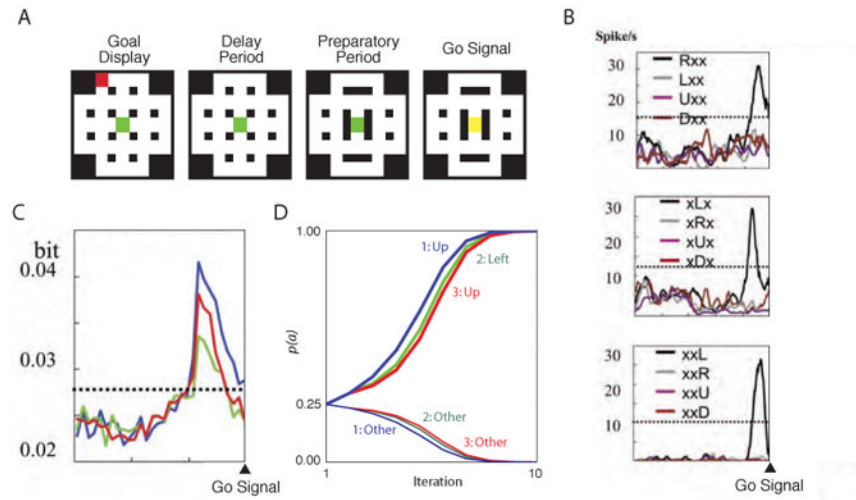 A
Goal
Display
Delay
Period
Preparatory
Period
Go Signal
B
Spike/s
30
20
10
Rxx
Lxx
Uxx
Dxx
30
20
10
xLx
xRx
xUx
xDx
30
20
10
xxL
xxR
xxU
xxD
Go Signal
C
bit
0.04
0.03
0.02
Go Signal
D
1.00
p(a)
0.25
0.00
1: Up
2: Left
3: Up
2: Other
1: Other
3: Other
1
Iteration
10